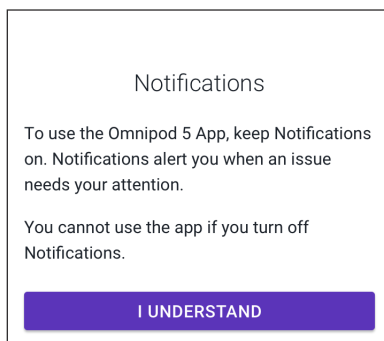 Notifications
To use the Omnipod 5 App, keep Notifications
on. Notifications alert you when an issue
needs your attention.
You cannot use the app if you turn off
Notifications.
I UNDERSTAND